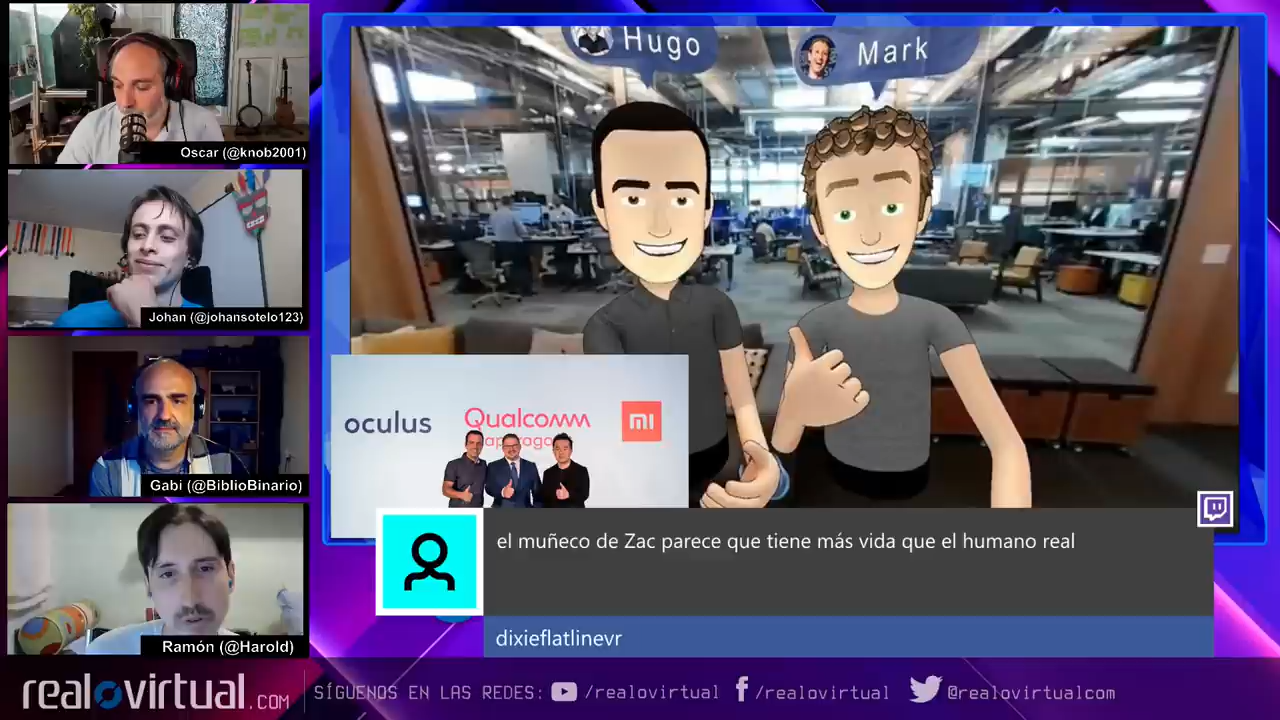 Oscar (@knob2001)
Johan (@johansotelo123)
Gabi (@BiblioBinario)
Ramón (@Harold)
Hugo
Mark
oculus
Qualcomm
mi
el muñeco de Zac parece que tiene más vida que el humano real
dixieflatlinevr
realovirtual.com
SÍGUENOS EN LAS REDES:
/realovirtual
/realovirtual
@realovirtualcom